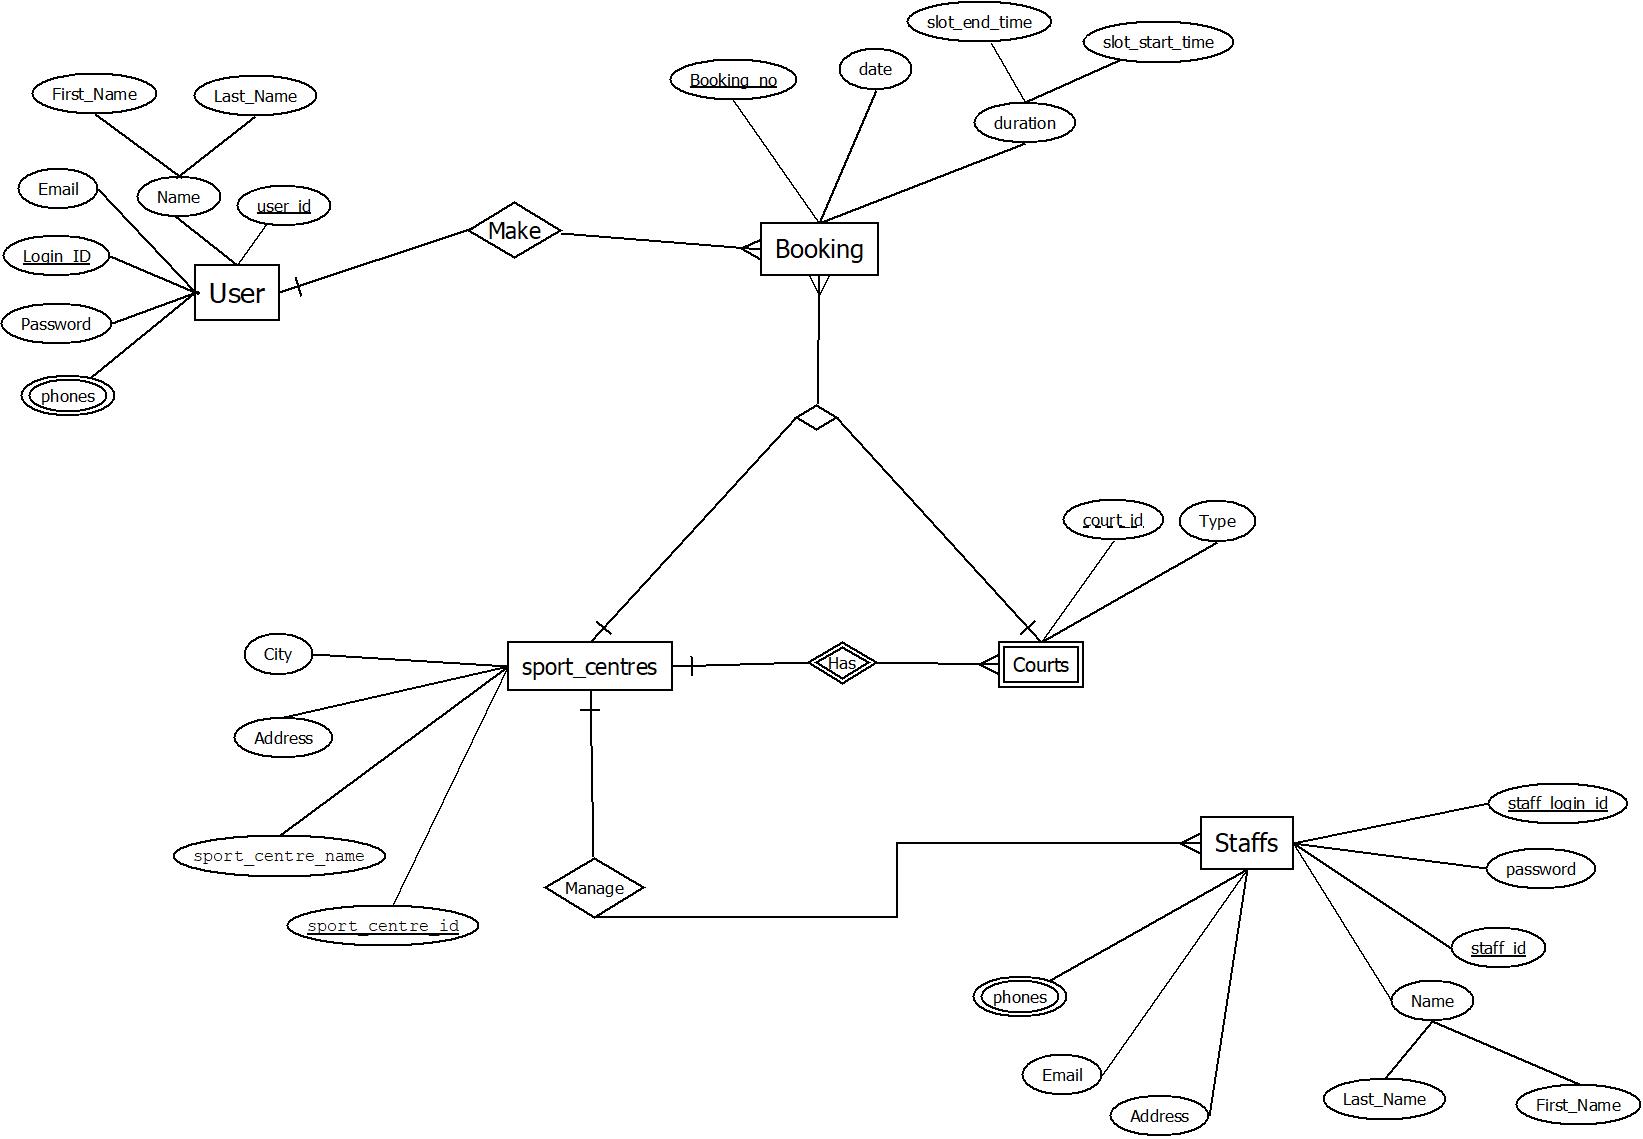 slot_end_time
slot_start_time
Booking_no
date
duration
First_Name
Last_Name
Email
Name
user_id
Login_ID
Password
phones
User
Make
Booking
court_id
Type
City
Address
sport_centre_name
sport_centre_id
sport_centres
Has
Courts
Manage
Staffs
staff_login_id
password
staff_id
Name
Last_Name
First_Name
phones
Email
Address